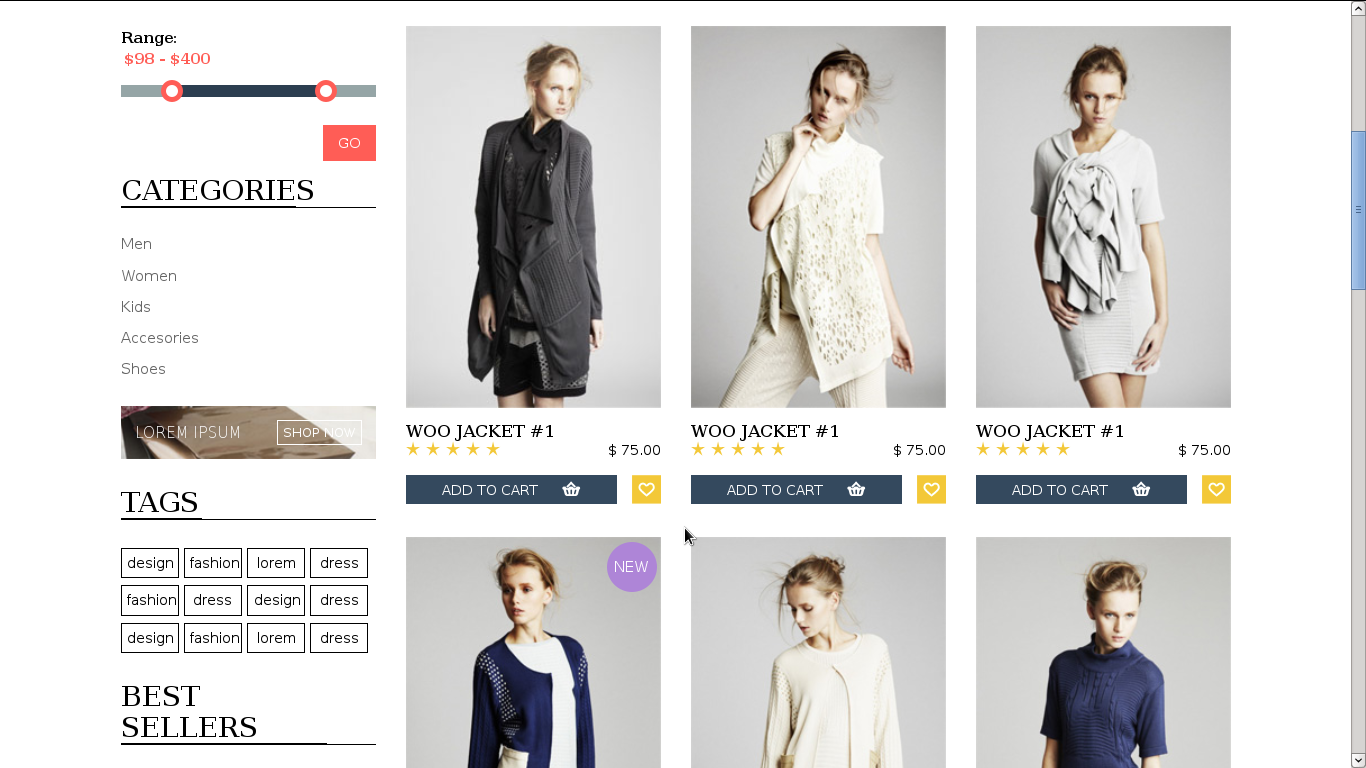 Range:
$98 - $400
GO
CATEGORIES
Men
Women
Kids
Accesories
Shoes
LOREM IPSUM SHOP NOW
TAGS
design fashion lorem dress
fashion dress design dress
design fashion lorem dress
BEST
SELLERS
WOO JACKET #1
$ 75.00
ADD TO CART
WOO JACKET #1
$ 75.00
ADD TO CART
WOO JACKET #1
$ 75.00
ADD TO CART
NEW